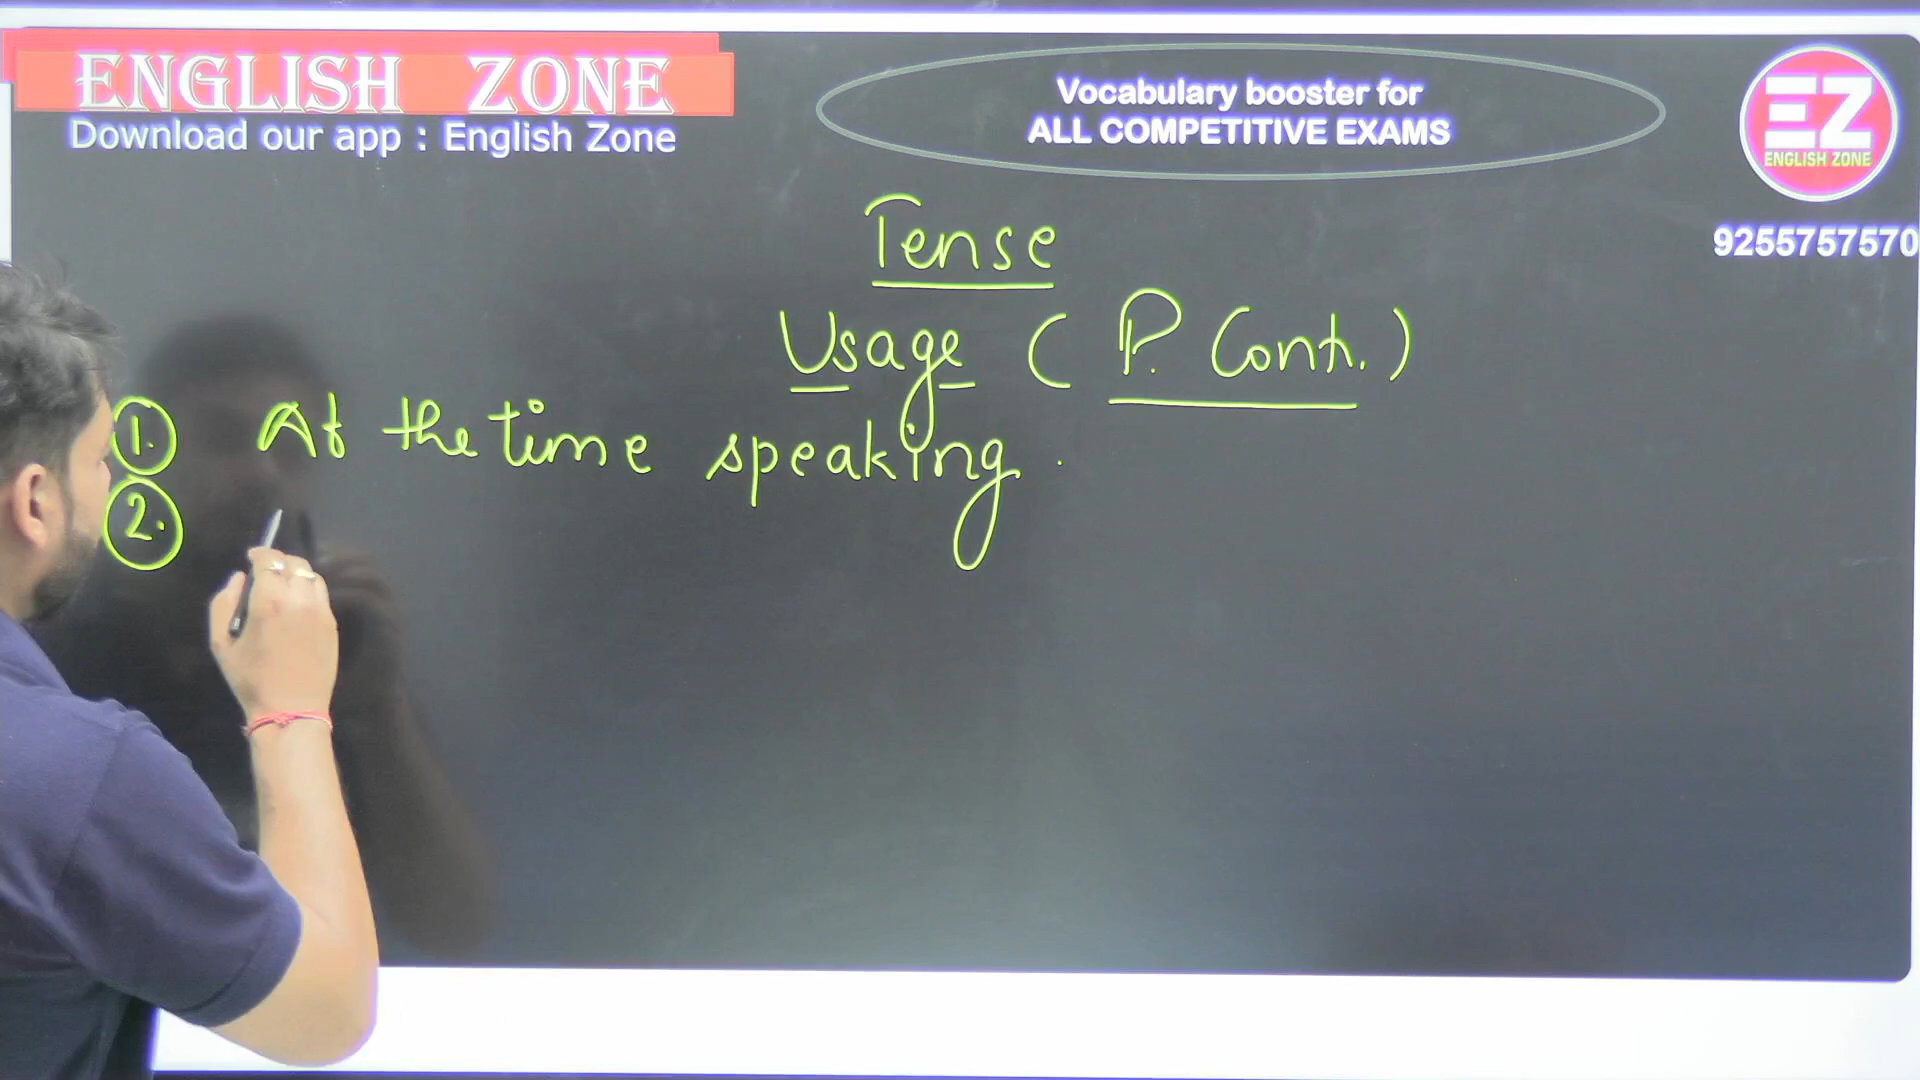 ENGLISH ZONE
Download our app : English Zone
Vocabulary booster for
ALL COMPETITIVE EXAMS
EZ
ENGLISH ZONE
9255757570
Tense
Usage ( P. Cont. )
1. At the time speaking.
2.